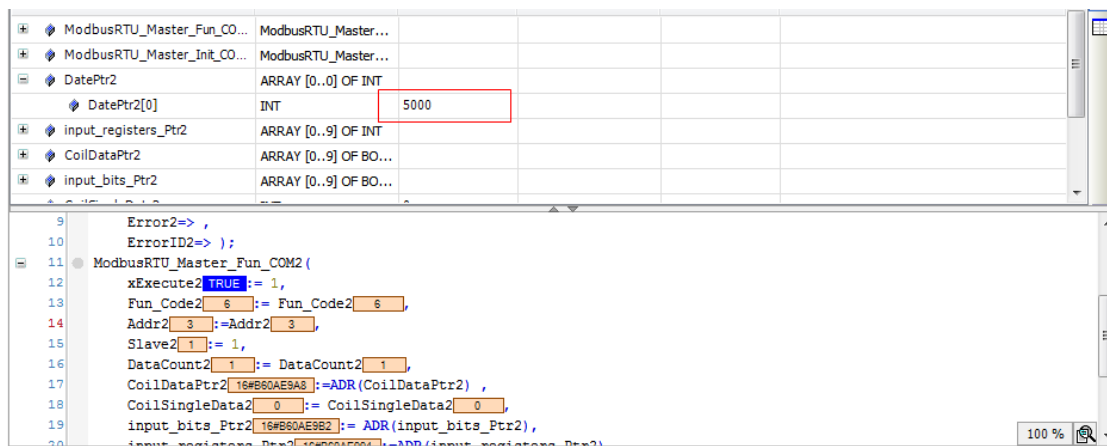 ModbusRTU_Master_Fun_CO... ModbusRTU_Master...
ModbusRTU_Master_Init_CO... ModbusRTU_Master...
DatePtr2 ARRAY [0..0] OF INT
DatePtr2[0] INT 5000
input_registers_Ptr2 ARRAY [0..9] OF INT
CoilDataPtr2 ARRAY [0..9] OF BO...
input_bits_Ptr2 ARRAY [0..9] OF BO...
9 Error2=> ,
10 ErrorID2=> );
11 ModbusRTU_Master_Fun_COM2(
12 xExecute2 TRUE := 1,
13 Fun_Code2 6 := Fun_Code2 6 ,
14 Addr2 3 :=Addr2 3 ,
15 Slave2 1 := 1,
16 DataCount2 1 := DataCount2 1 ,
17 CoilDataPtr2 16#B60AE9A8 :=ADR(CoilDataPtr2) ,
18 CoilSingleData2 0 := CoilSingleData2 0 ,
19 input_bits_Ptr2 16#B60AE9B2 := ADR(input_bits_Ptr2),
100 %